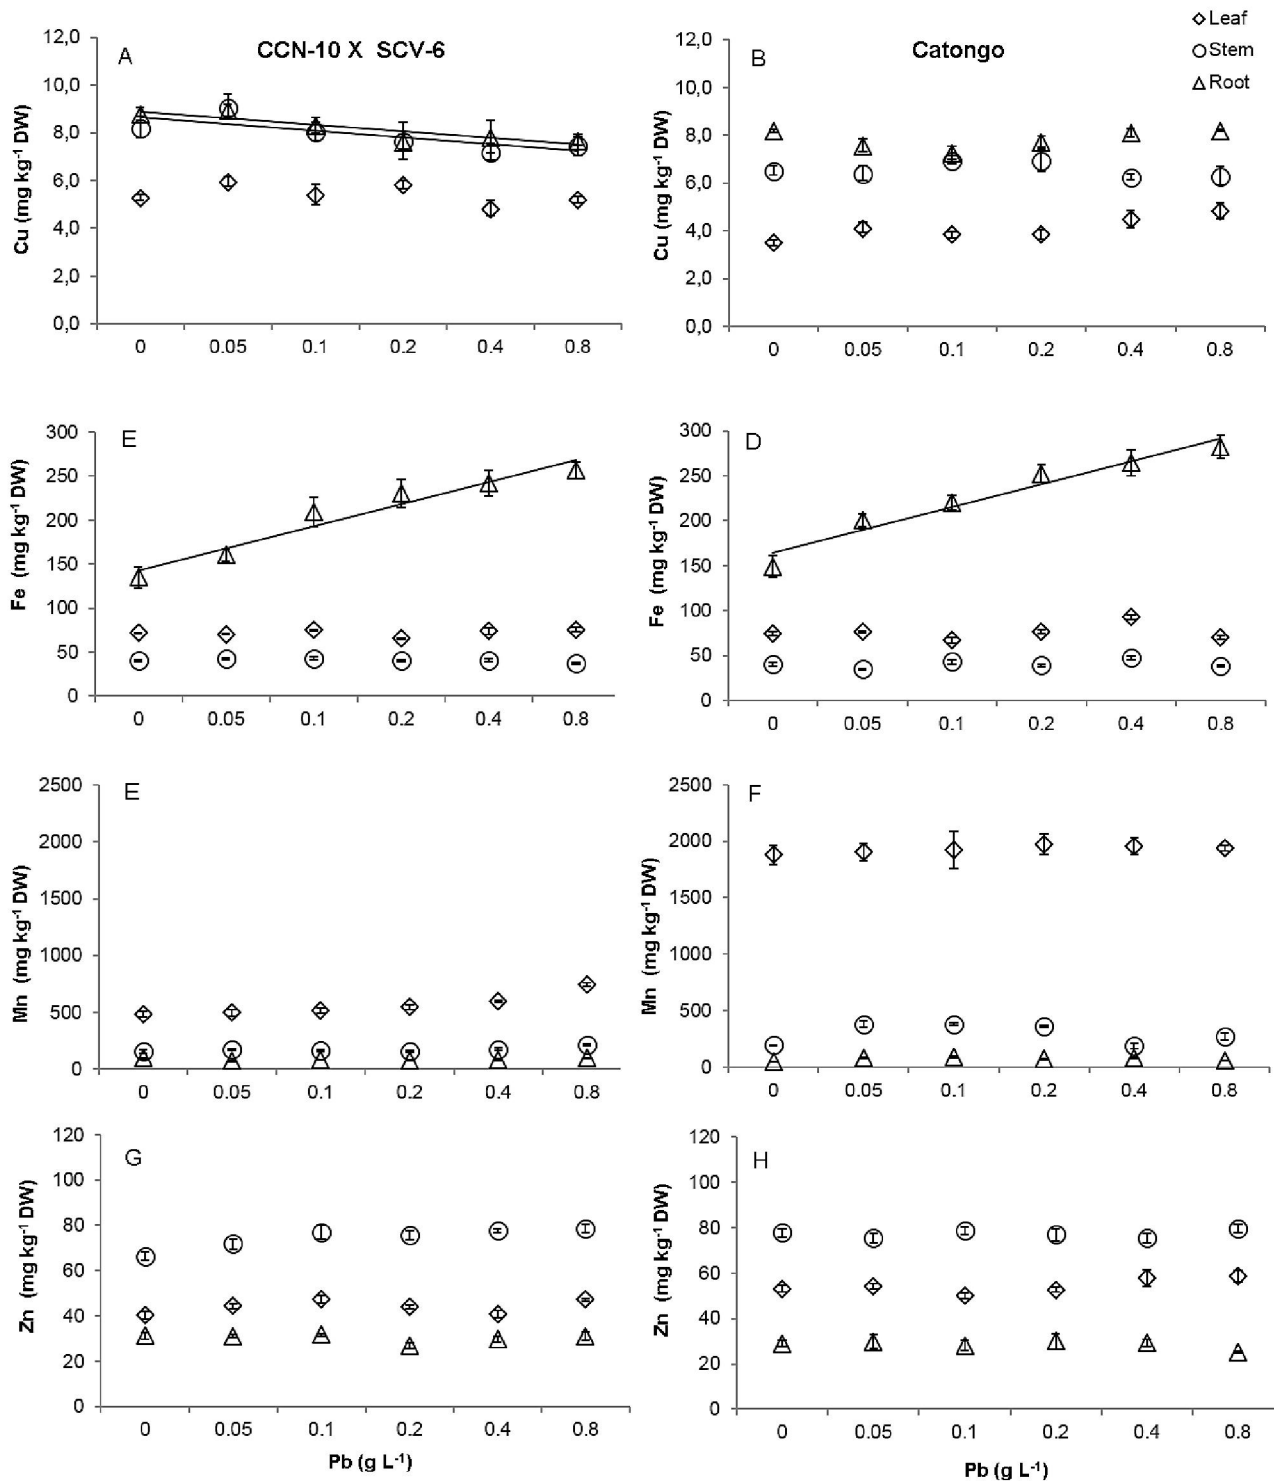 Leaf
CCN-10 X SCV-6
Catongo
Stem
Root
A
Cu (mg kg-1 DW)
12,0
10,0
8,0
6,0
4,0
2,0
0,0
0 0.05 0.1 0.2 0.4 0.8
B
Cu (mg kg-1 DW)
12,0
10,0
8,0
6,0
4,0
2,0
0,0
0 0.05 0.1 0.2 0.4 0.8
E
Fe (mg kg-1 DW)
300
250
200
150
100
50
0
0 0.05 0.1 0.2 0.4 0.8
D
Fe (mg kg-1 DW)
300
250
200
150
100
50
0
0 0.05 0.1 0.2 0.4 0.8
E
Mn (mg kg-1 DW)
2500
2000
1500
1000
500
0
0 0.05 0.1 0.2 0.4 0.8
F
Mn (mg kg-1 DW)
2500
2000
1500
1000
500
0
0 0.05 0.1 0.2 0.4 0.8
G
Zn (mg kg-1 DW)
120
100
80
60
40
20
0
0 0.05 0.1 0.2 0.4 0.8
Pb (g L-1)
H
Zn (mg kg-1 DW)
120
100
80
60
40
20
0
0 0.05 0.1 0.2 0.4 0.8
Pb (g L-1)